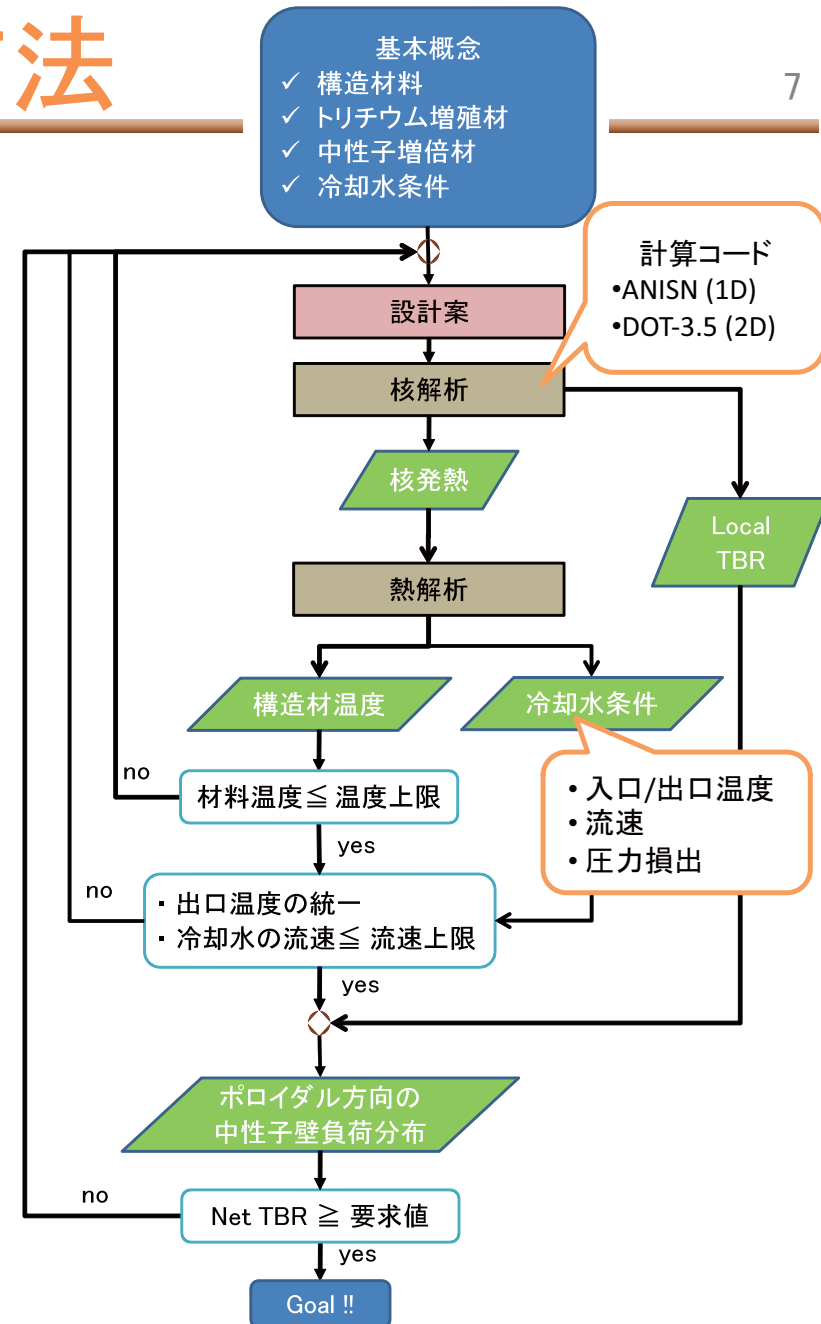 法
7
基本概念
✓ 構造材料
✓ トリチウム増殖材
✓ 中性子増倍材
✓ 冷却水条件
計算コード
•ANISN (1D)
•DOT-3.5 (2D)
設計案
核解析
核発熱
Local
TBR
熱解析
構造材温度
冷却水条件
• 入口/出口温度
• 流速
• 圧力損出
no
材料温度≦ 温度上限
yes
no
・ 出口温度の統一
・ 冷却水の流速≦ 流速上限
yes
ポロイダル方向の
中性子壁負荷分布
no
Net TBR ≧ 要求値
yes
Goal !!